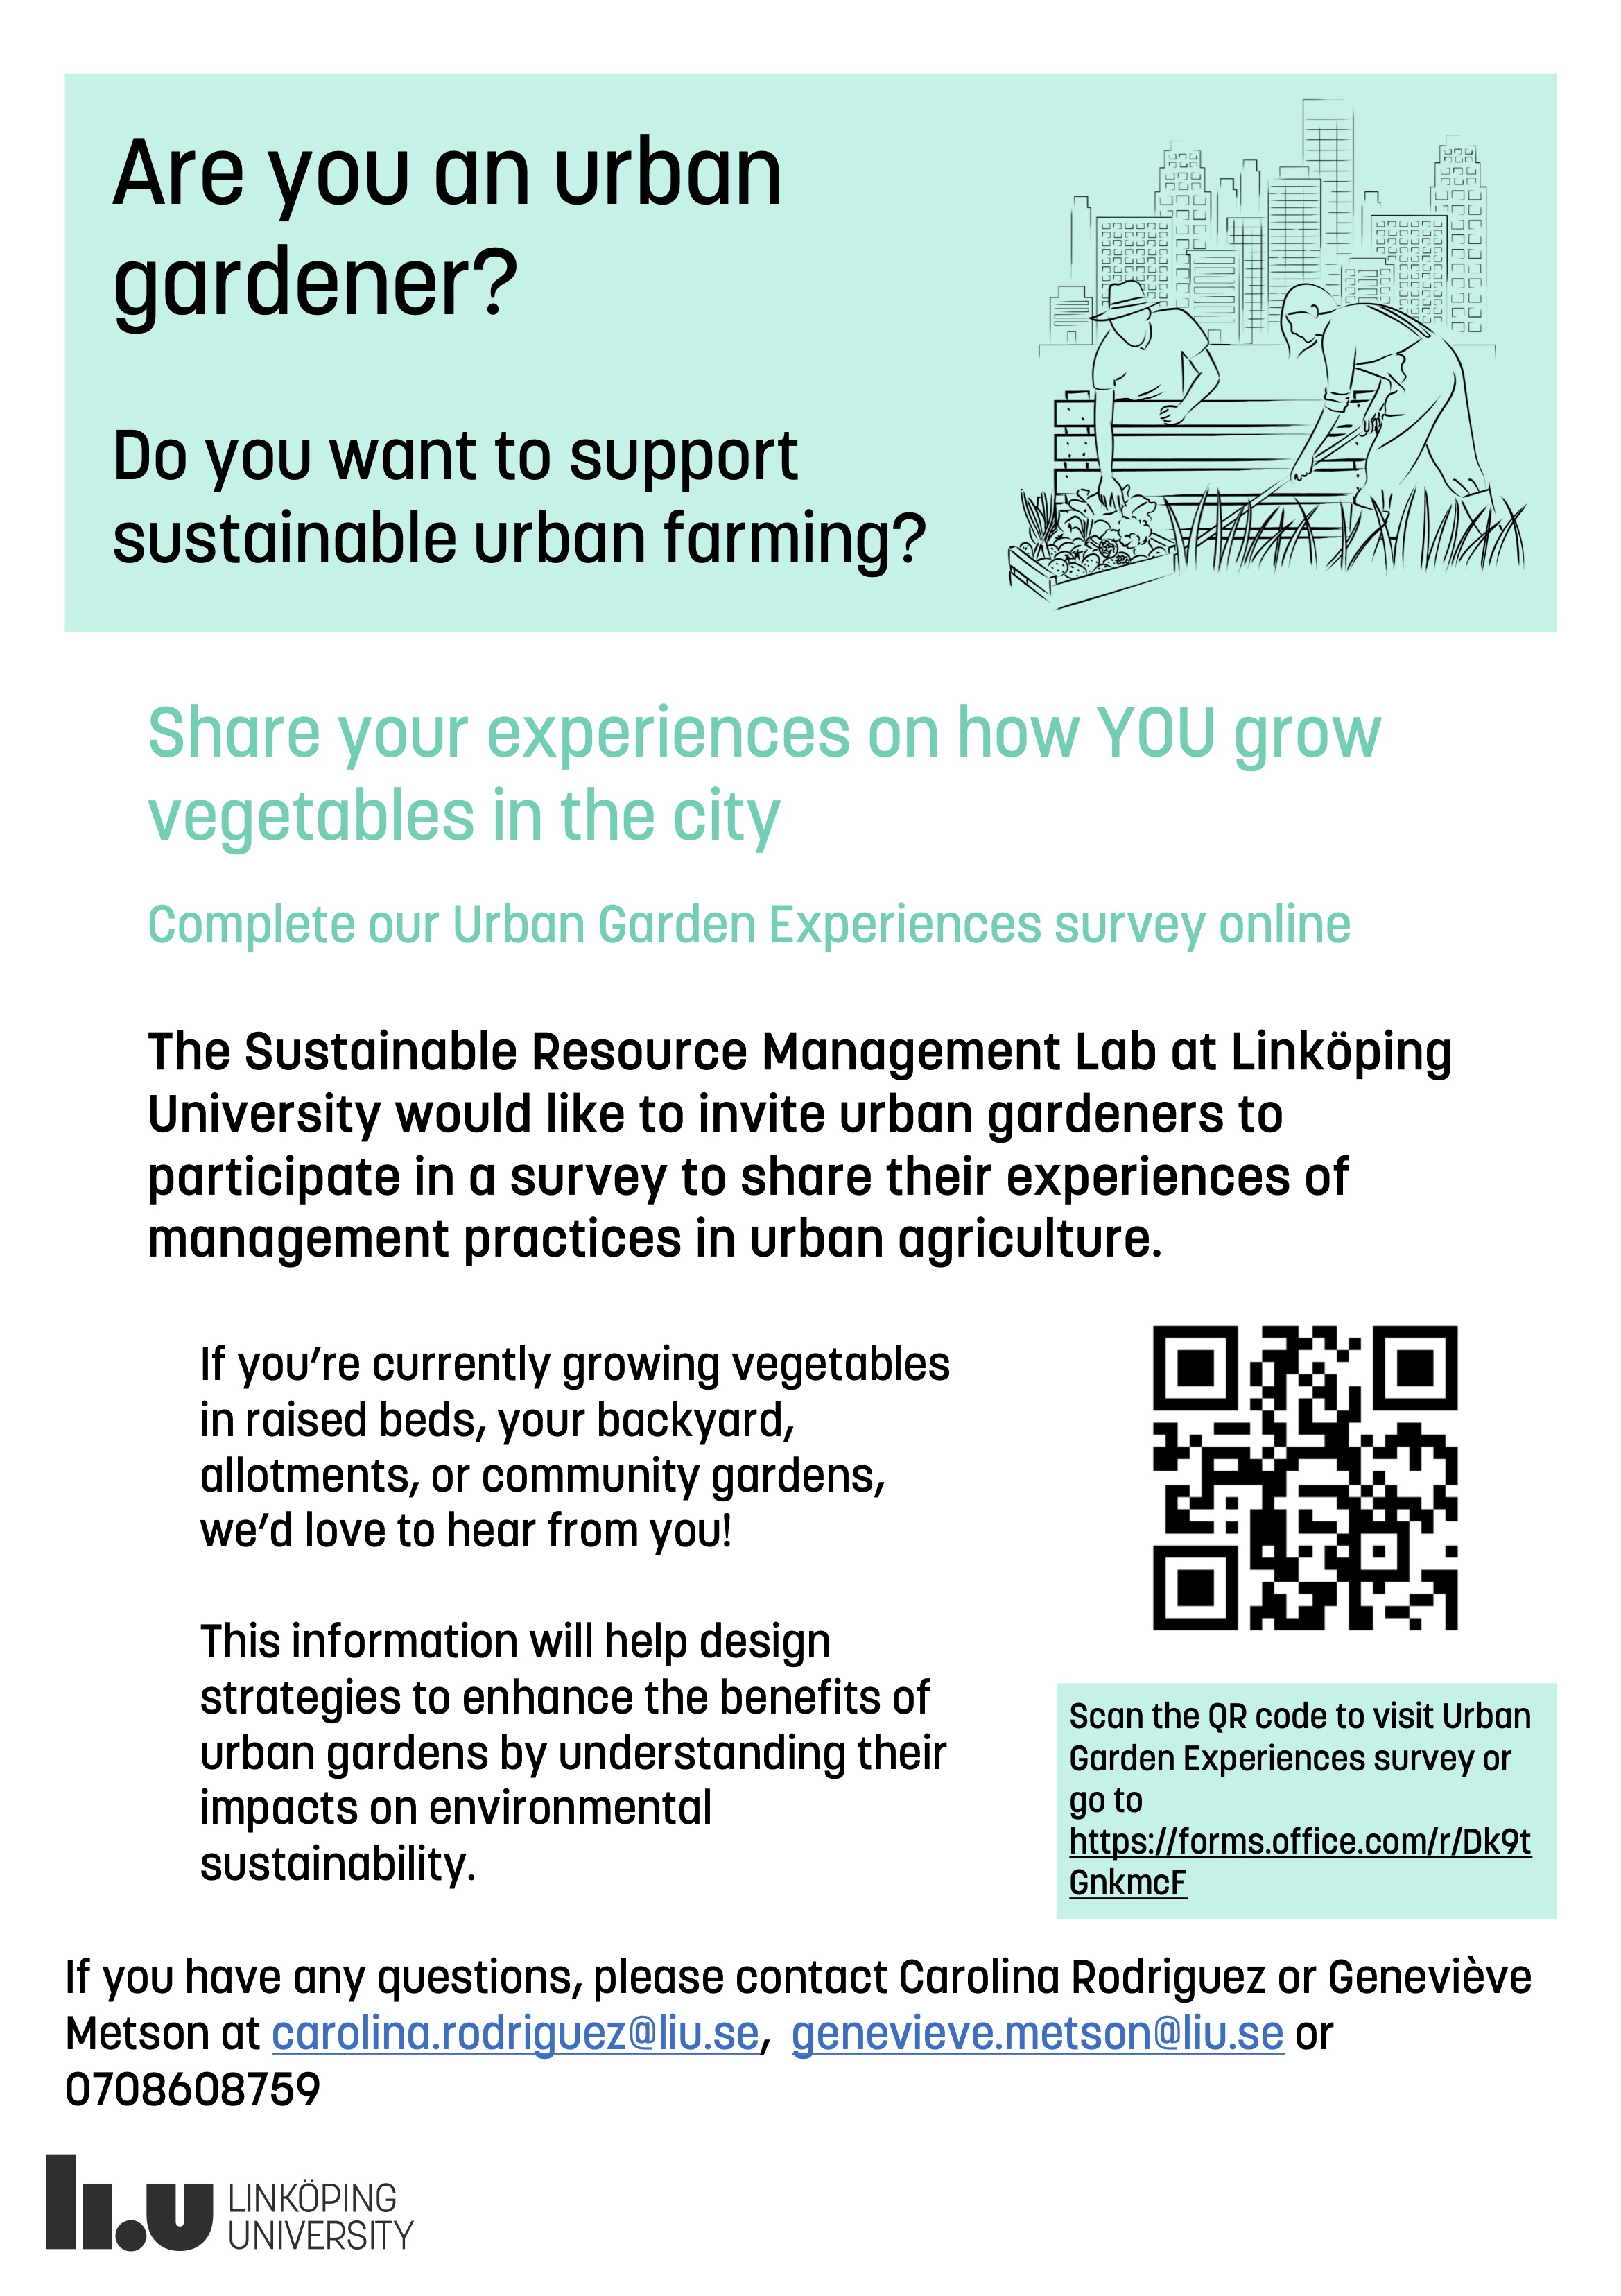 Are you an urban
gardener?
Do you want to support
sustainable urban farming?
Share your experiences on how YOU grow
vegetables in the city
Complete our Urban Garden Experiences survey online
The Sustainable Resource Management Lab at Linköping
University would like to invite urban gardeners to
participate in a survey to share their experiences of
management practices in urban agriculture.
If you’re currently growing vegetables
in raised beds, your backyard,
allotments, or community gardens,
we’d love to hear from you!
This information will help design
strategies to enhance the benefits of
urban gardens by understanding their
impacts on environmental
sustainability.
Scan the QR code to visit Urban
Garden Experiences survey or
go to
https://forms.office.com/r/Dk9t
GnkmcF
If you have any questions, please contact Carolina Rodriguez or Geneviève
Metson at carolina.rodriguez@liu.se, genevieve.metson@liu.se or
0708608759
li.u LINKÖPING
UNIVERSITY